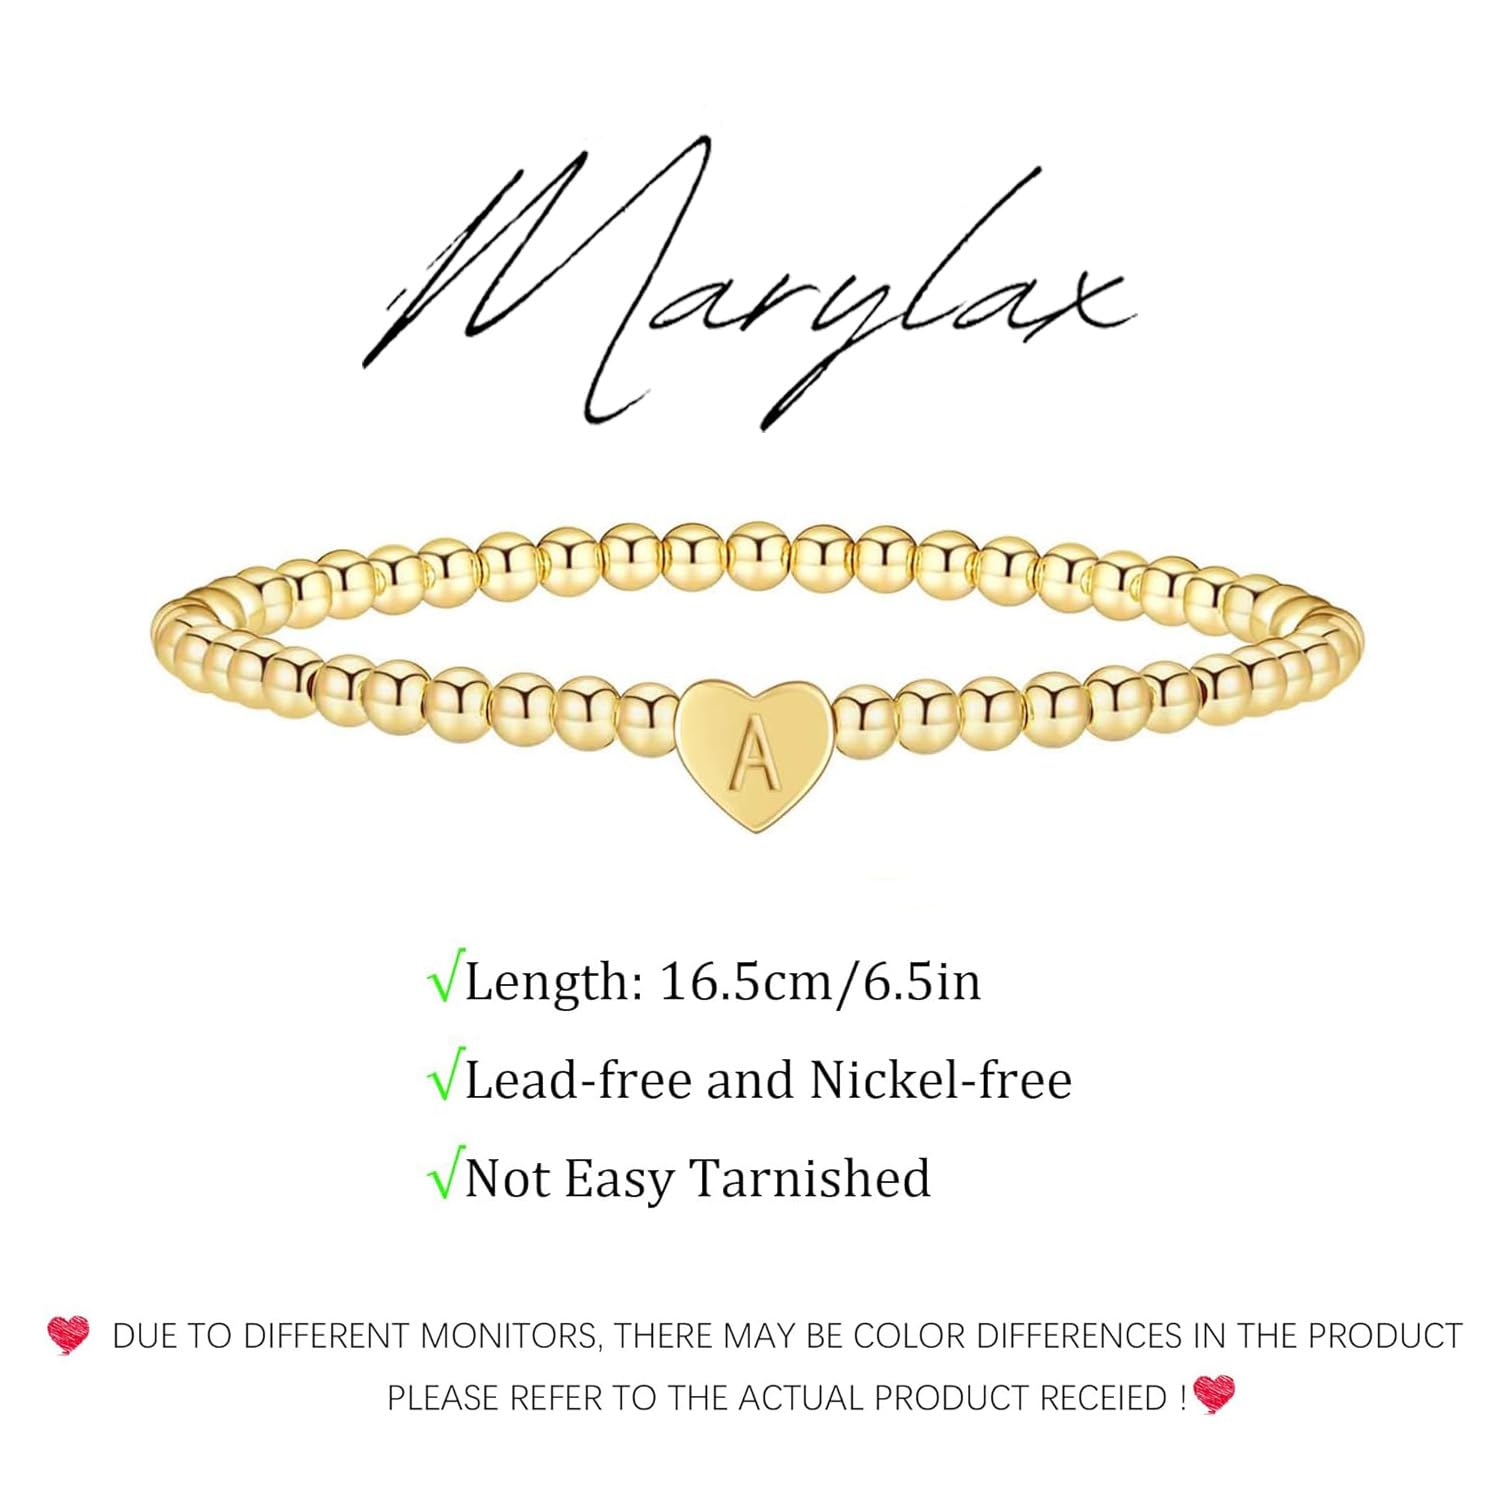 Marylax
A
√Length: 16.5cm/6.5in
√Lead-free and Nickel-free
√Not Easy Tarnished
DUE TO DIFFERENT MONITORS, THERE MAY BE COLOR DIFFERENCES IN THE PRODUCT
PLEASE REFER TO THE ACTUAL PRODUCT RECEIED !